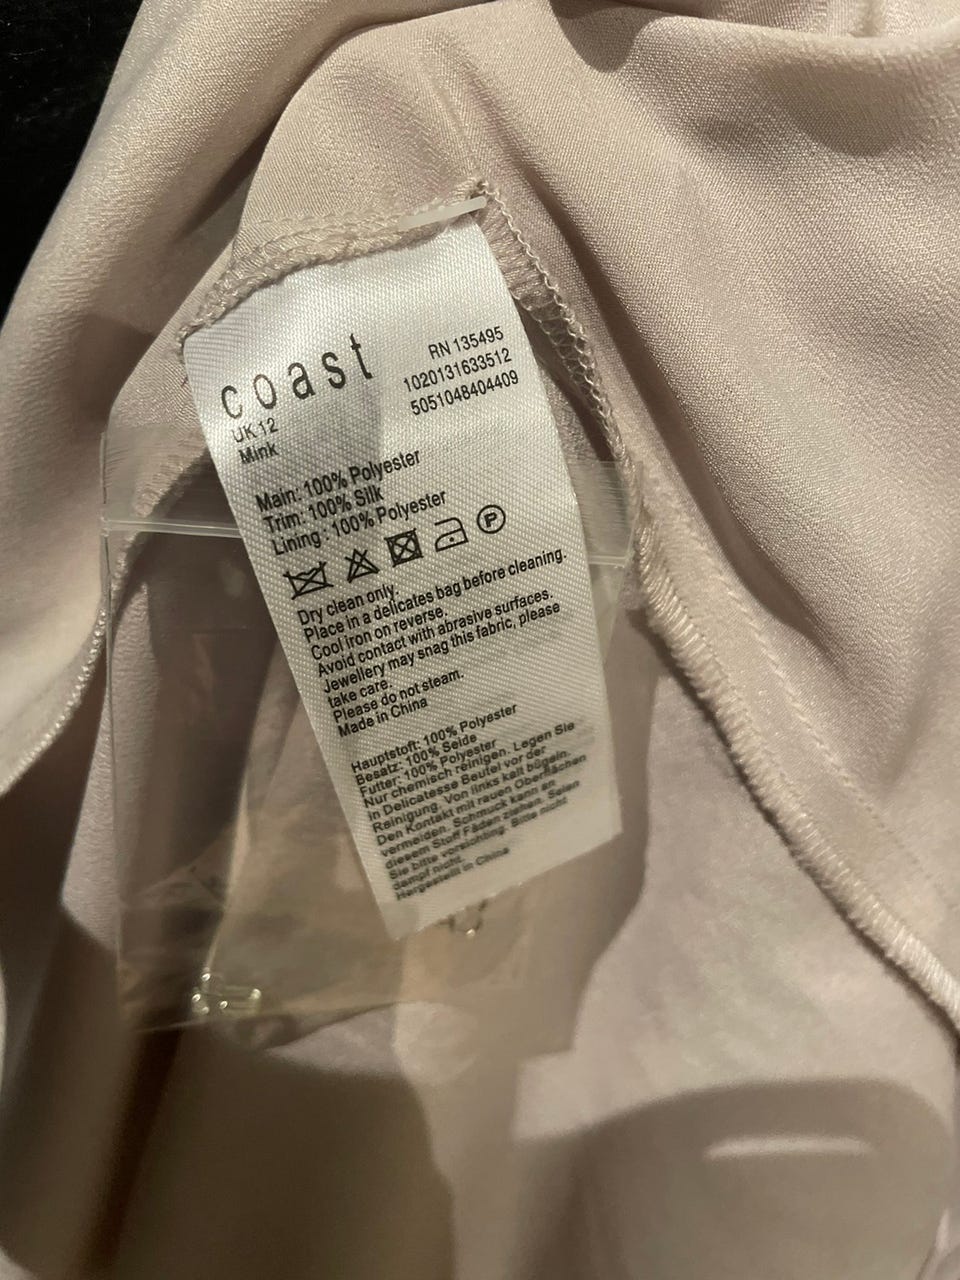 coast
RN 135495
1020131633512
5051048404409
UK 12
Mink
Main: 100% Polyester
Trim: 100% Silk
Lining : 100% Polyester
P
Dry clean only.
Place in a delicates bag before cleaning.
Cool iron on reverse.
Avoid contact with abrasive surfaces.
Jewellery may snag this fabric, please
take care.
Please do not steam.
Made in China
Hauptstoff: 100% Polyester
Besatz: 100% Seide
Futter: 100% Polyester
Nur chemisch reinigen. Legen Sie
in Delicatesse Beutel vor der
Reinigung. Von links kalt bügeln.
Den Kontakt mit rauen Oberflächen
vermeiden. Schmuck kann an
diesem Stoff Fäden ziehen. Seien
Sie bitte vorsichting. Bitte nicht
dampf nicht.
Hergestellt in China